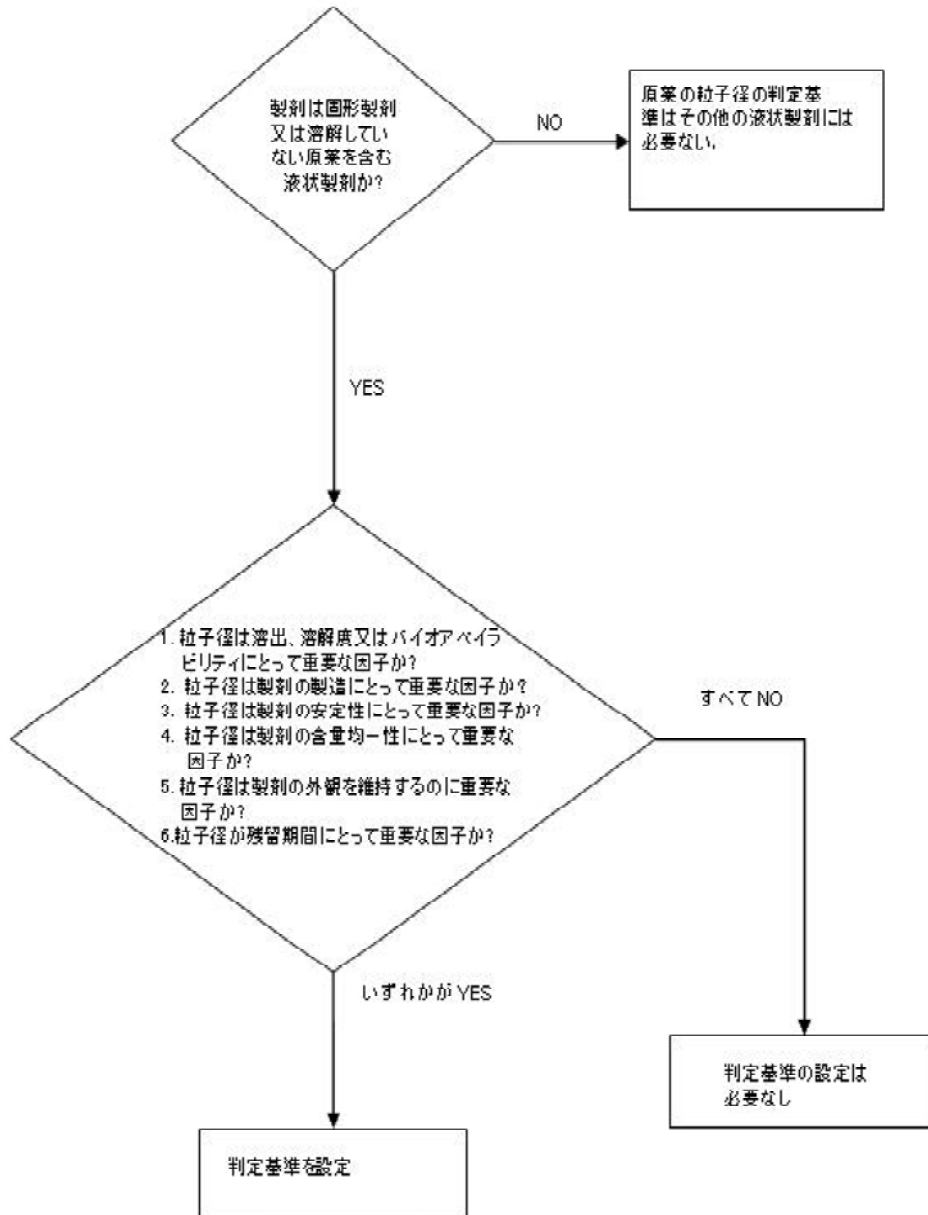 製剤は固形製剤
又は溶解してい
ない原薬を含む
液状製剤か?
NO
原薬の粒子径の判定基
準はその他の液状製剤には
必要ない.
YES
1. 粒子径は溶出、溶解度又はバイオアベイラ
ビリティにとって重要な因子か?
2. 粒子径は製剤の製造にとって重要な因子か?
3. 粒子径は製剤の安定性にとって重要な因子か?
4. 粒子径は製剤の含量均一性にとって重要な
因子か?
5. 粒子径は製剤の外観を維持するのに重要な
因子か?
6.粒子径が残留期間にとって重要な因子か?
すべて NO
いずれかが YES
判定基準の設定は
必要なし
判定基準を設定